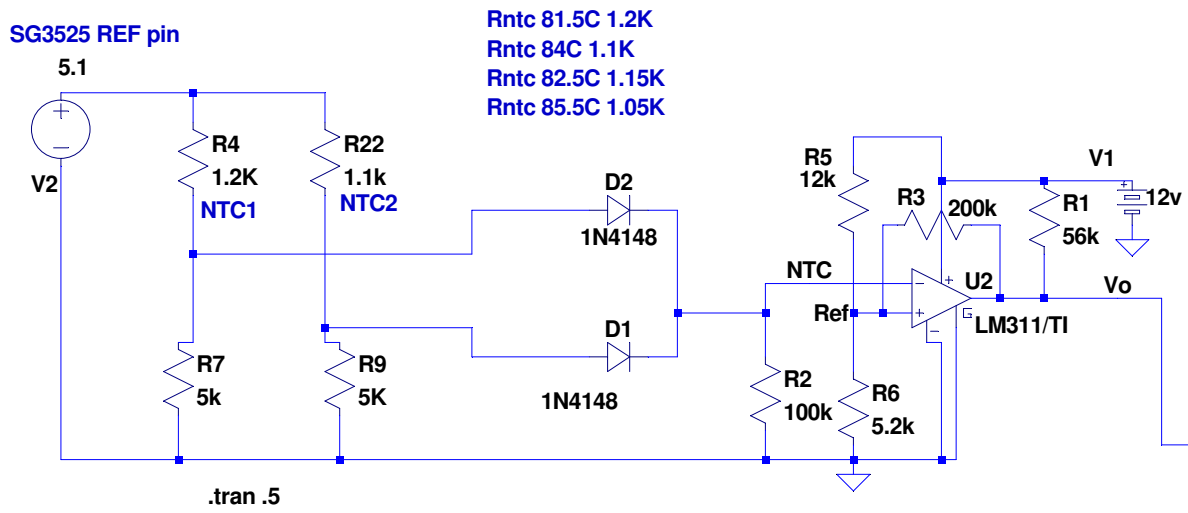 SG3525 REF pin
5.1
V2
Rntc 81.5C 1.2K
Rntc 84C 1.1K
Rntc 82.5C 1.15K
Rntc 85.5C 1.05K
R4
1.2K
NTC1
R22
1.1k
NTC2
D2
1N4148
D1
1N4148
R7
5k
R9
5K
R5
12k
R3
200k
V1
12v
R1
56k
NTC
U2
Vo
Ref
G
LM311/TI
R2
100k
R6
5.2k
.tran .5